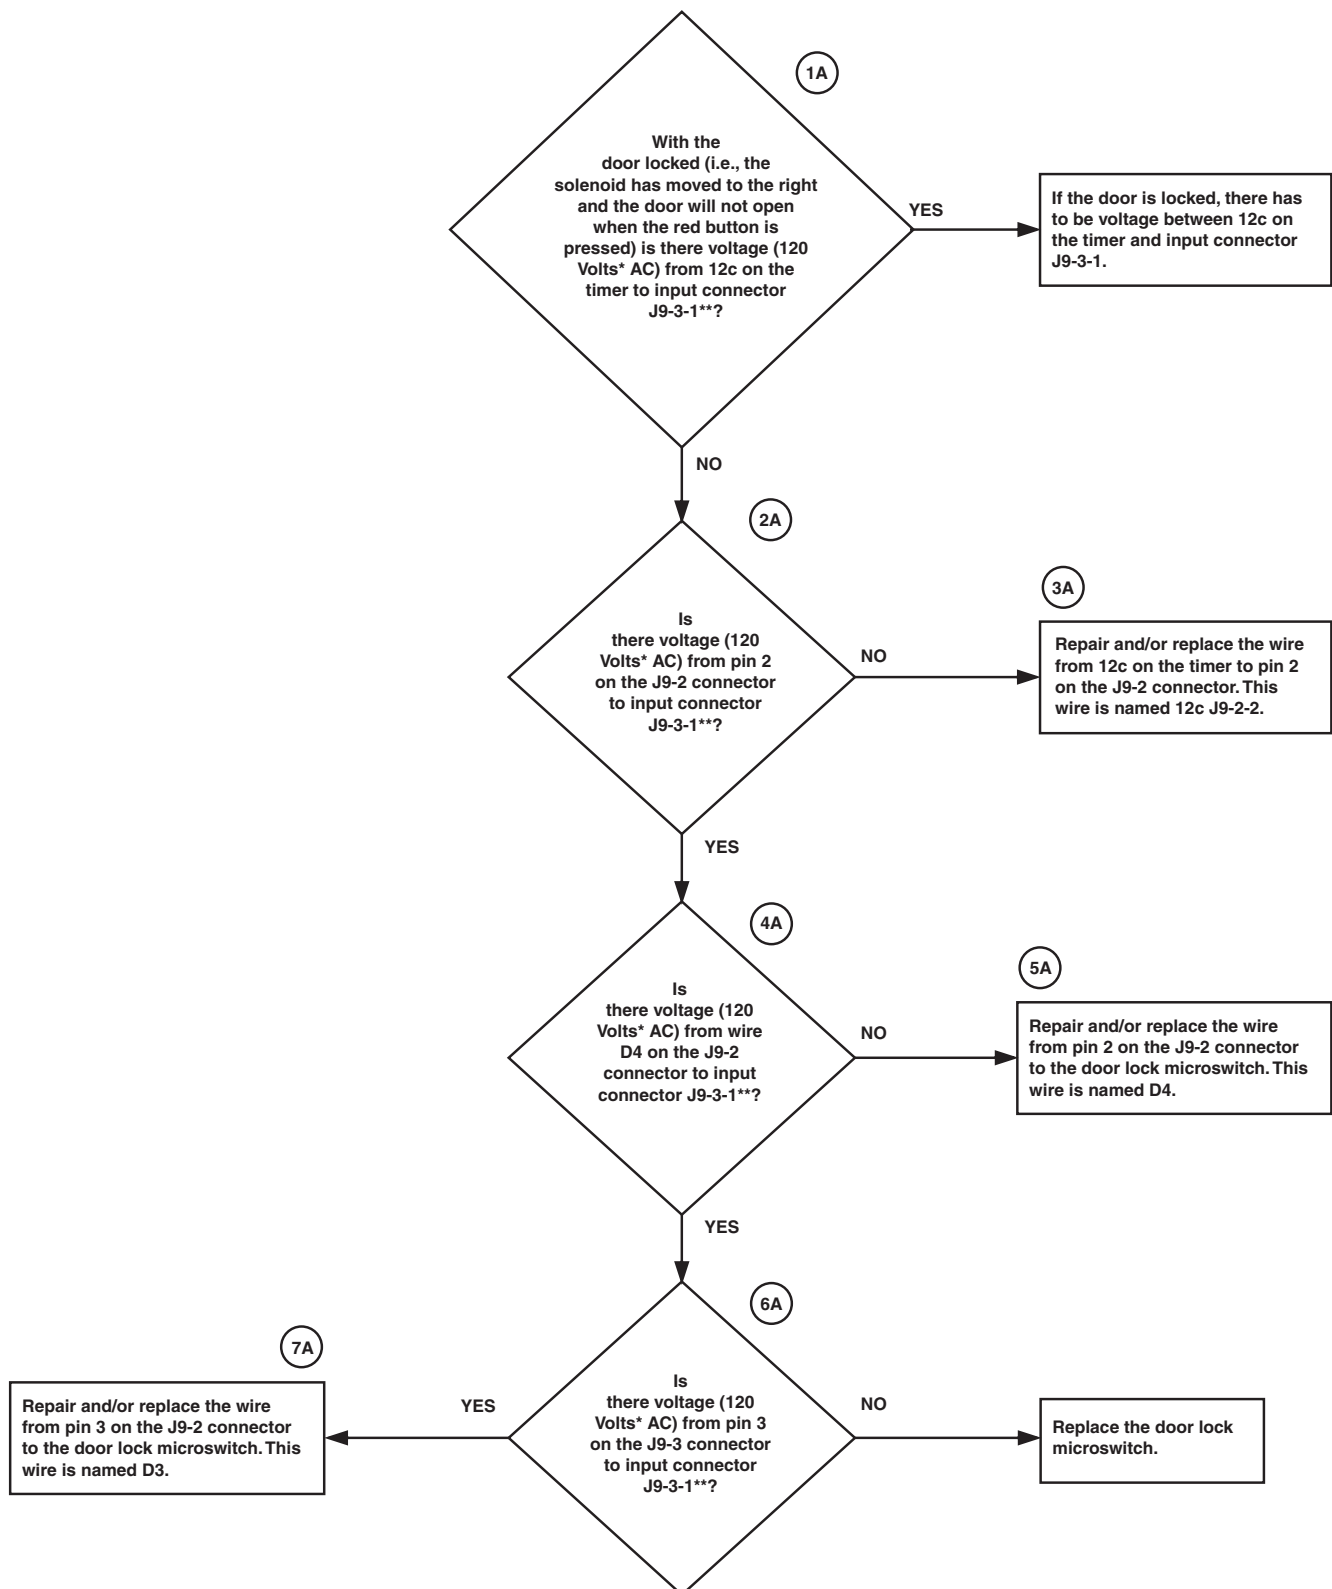 1A
With the
door locked (i.e., the
solenoid has moved to the right
and the door will not open
when the red button is
pressed) is there voltage (120
Volts* AC) from 12c on the
timer to input connector
J9-3-1**?
YES
If the door is locked, there has
to be voltage between 12c on
the timer and input connector
J9-3-1.
NO
2A
Is
there voltage (120
Volts* AC) from pin 2
on the J9-2 connector
to input connector
J9-3-1**?
NO
3A
Repair and/or replace the wire
from 12c on the timer to pin 2
on the J9-2 connector. This
wire is named 12c J9-2-2.
YES
4A
Is
there voltage (120
Volts* AC) from wire
D4 on the J9-2
connector to input
connector J9-3-1**?
NO
5A
Repair and/or replace the wire
from pin 2 on the J9-2 connector
to the door lock microswitch. This
wire is named D4.
YES
6A
Is
there voltage (120
Volts* AC) from pin 3
on the J9-3 connector
to input connector
J9-3-1**?
YES
7A
Repair and/or replace the wire
from pin 3 on the J9-2 connector
to the door lock microswitch. This
wire is named D3.
NO
Replace the door lock
microswitch.